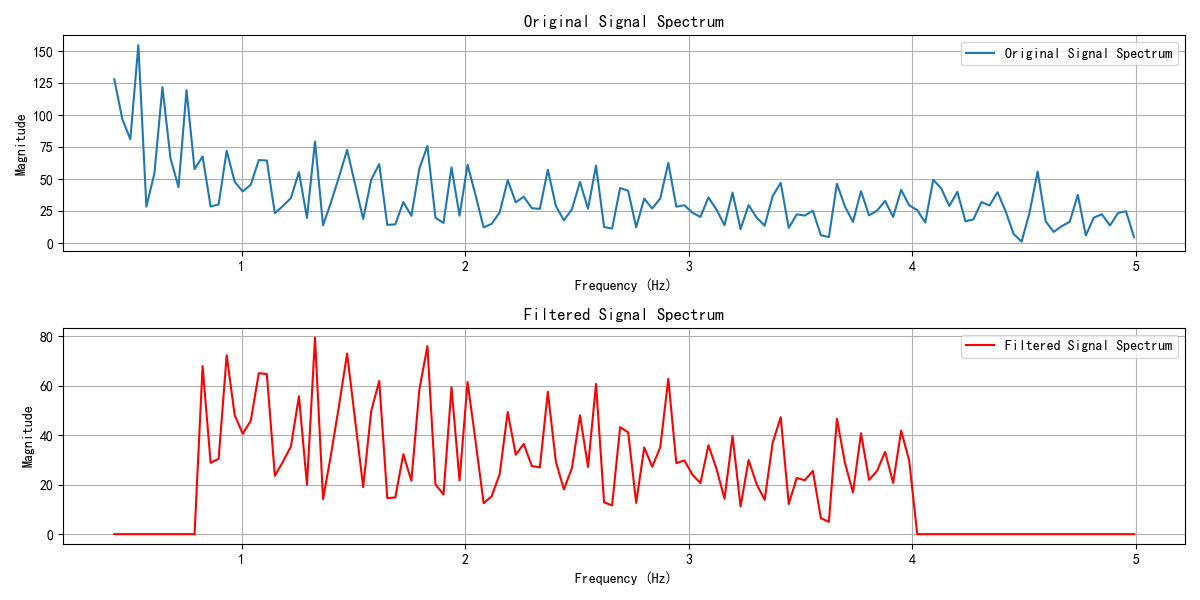 Original Signal Spectrum
Original Signal Spectrum
Magnitude
150
125
100
75
50
25
0
1 2 3 4 5
Frequency (Hz)
Filtered Signal Spectrum
Filtered Signal Spectrum
Magnitude
80
60
40
20
0
1 2 3 4 5
Frequency (Hz)